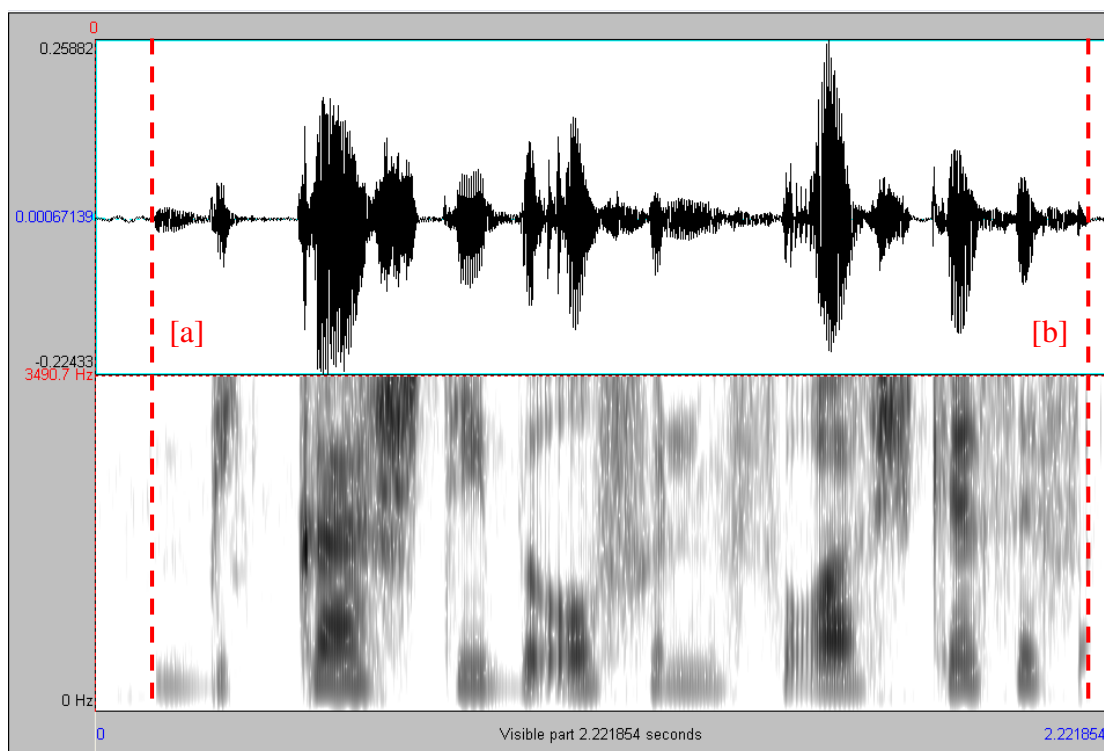 0
0.25882
0.00067139
-0.22433
[a]
[b]
3490.7 Hz
0 Hz
0
Visible part 2.221854 seconds
2.221854